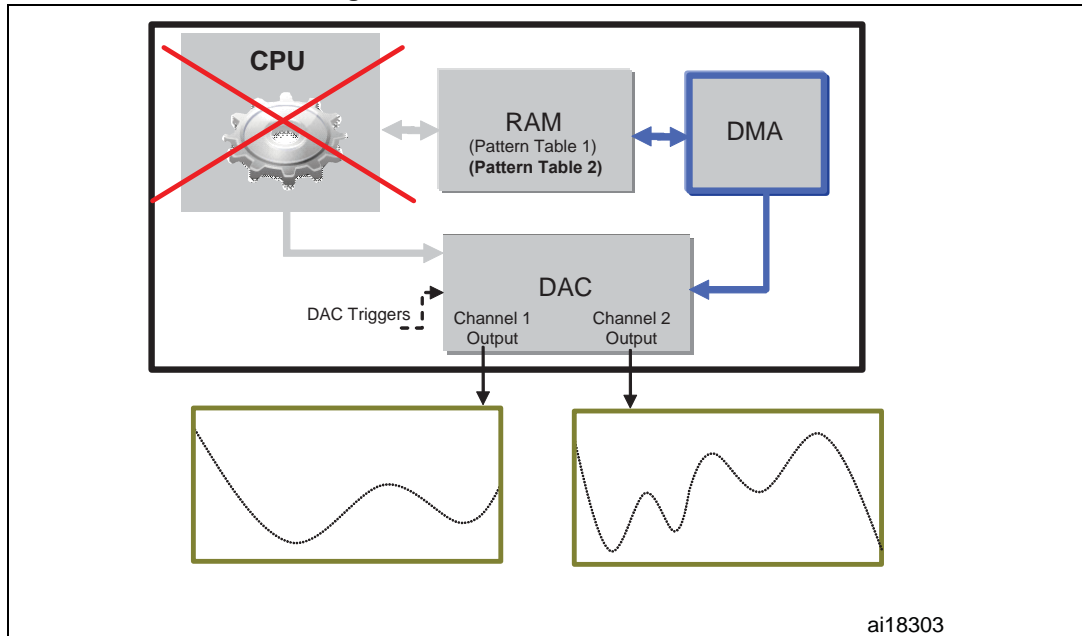 CPU
RAM
(Pattern Table 1)
(Pattern Table 2)
DMA
DAC
DAC Triggers
Channel 1
Output
Channel 2
Output
ai18303